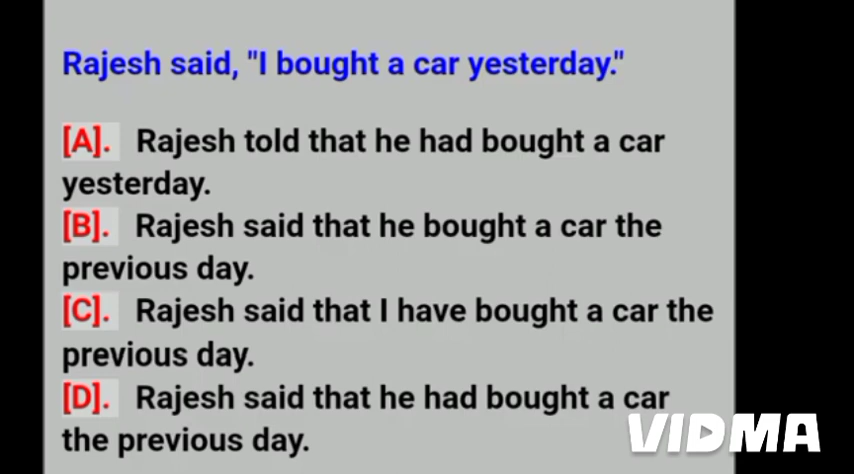 Rajesh said, "I bought a car yesterday."
[A]. Rajesh told that he had bought a car
yesterday.
[B]. Rajesh said that he bought a car the
previous day.
[C]. Rajesh said that I have bought a car the
previous day.
[D]. Rajesh said that he had bought a car
the previous day.
VIDMA